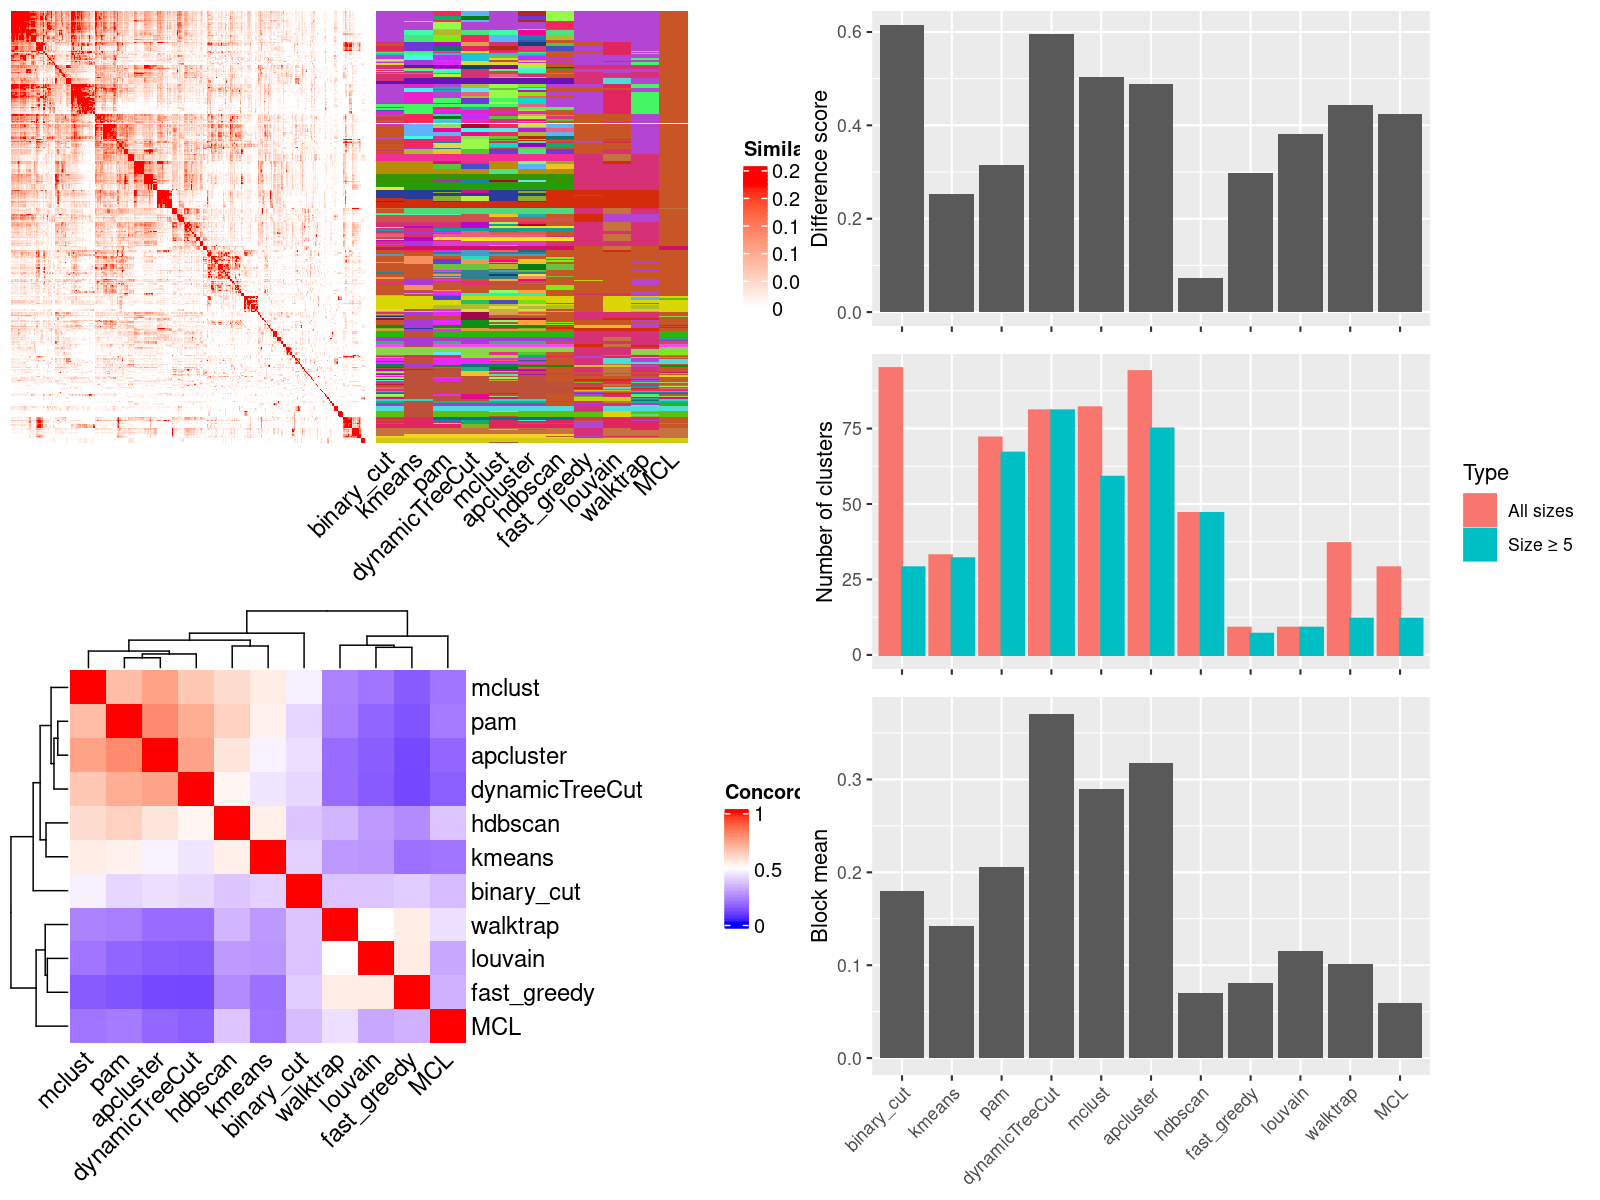 Simila
0.2
0.2
0.1
0.1
0.0
0
binary_cut
kmeans
pam
dynamicTreeCut
mclust
apcluster
hdbscan
fast_greedy
louvain
walktrap
MCL
mclust
pam
apcluster
dynamicTreeCut
hdbscan
kmeans
binary_cut
walktrap
louvain
fast_greedy
MCL
mclust
pam
apcluster
dynamicTreeCut
hdbscan
kmeans
binary_cut
walktrap
louvain
fast_greedy
MCL
Concord
1
0.5
0
Difference score
0.6
0.4
0.2
0.0
Number of clusters
75
50
25
0
Type
All sizes
Size ≥ 5
Block mean
0.3
0.2
0.1
0.0
binary_cut
kmeans
pam
dynamicTreeCut
mclust
apcluster
hdbscan
fast_greedy
louvain
walktrap
MCL